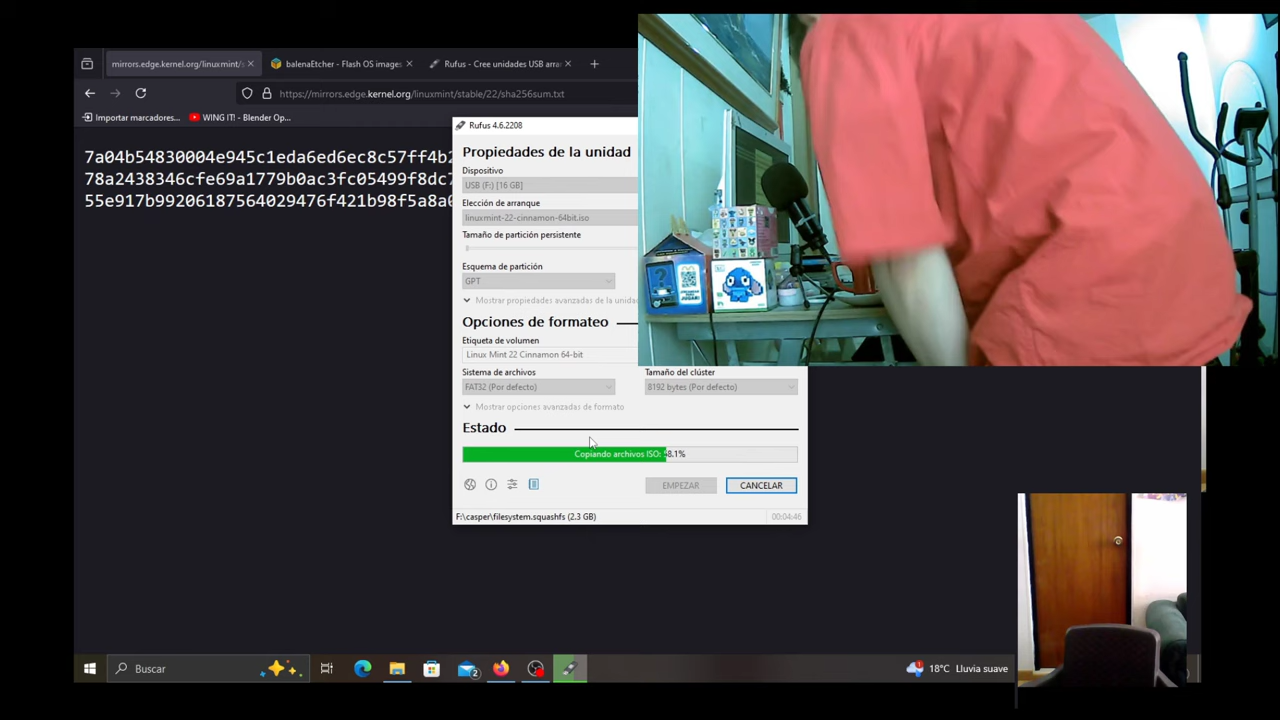 mirrors.edge.kernel.org/linuxmint/s
balenaEtcher - Flash OS images
Rufus - Cree unidades USB arra
https://mirrors.edge.kernel.org/linuxmint/stable/22/sha256sum.txt
Importar marcadores...
WING IT! - Blender Op...
7a04b54830004e945c1eda6ed6ec8c57ff4b2
78a2438346cfe69a1779b0ac3fc05499f8dc7
55e917b99206187564029476f421b98f5a8a0
Rufus 4.6.2208
Propiedades de la unidad
Dispositivo
USB (F:) [16 GB]
Elección de arranque
linuxmint-22-cinnamon-64bit.iso
Tamaño de partición persistente
Esquema de partición
GPT
Mostrar propiedades avanzadas de la unida
Opciones de formateo
Etiqueta de volumen
Linux Mint 22 Cinnamon 64-bit
Sistema de archivos
Tamaño del clúster
FAT32 (Por defecto)
8192 bytes (Por defecto)
Mostrar opciones avanzadas de formato
Estado
Copiando archivos ISO: 48.1%
EMPEZAR
CANCELAR
F:\casper\filesystem.squashfs (2.3 GB)
00:04:46
Buscar
2
1
18°C Lluvia suave